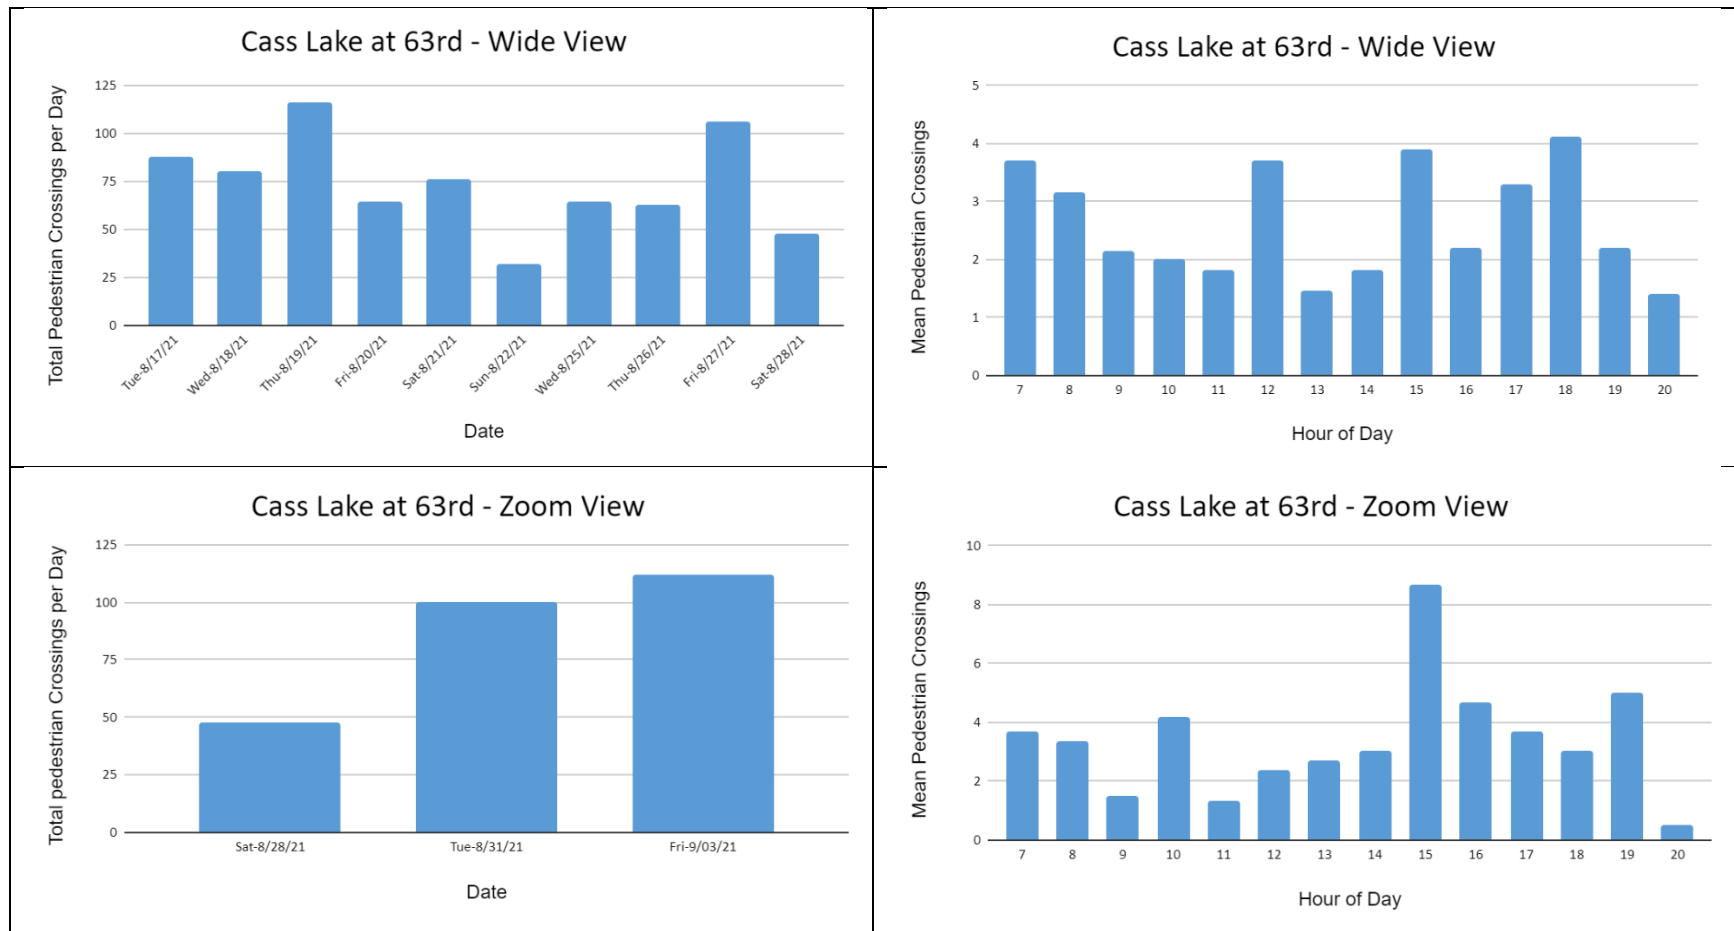 Cass Lake at 63rd - Wide View
Total Pedestrian Crossings per Day
125
100
75
50
25
0
Tue-8/17/21
Wed-8/18/21
Thu-8/19/21
Fri-8/20/21
Sat-8/21/21
Sun-8/22/21
Wed-8/25/21
Thu-8/26/21
Fri-8/27/21
Sat-8/28/21
Date
Cass Lake at 63rd - Wide View
Mean Pedestrian Crossings
5
4
3
2
1
0
7 8 9 10 11 12 13 14 15 16 17 18 19 20
Hour of Day
Cass Lake at 63rd - Zoom View
Total pedestrian Crossings per Day
125
100
75
50
25
0
Sat-8/28/21 Tue-8/31/21 Fri-9/03/21
Date
Cass Lake at 63rd - Zoom View
Mean Pedestrian Crossings
10
8
6
4
2
0
7 8 9 10 11 12 13 14 15 16 17 18 19 20
Hour of Day